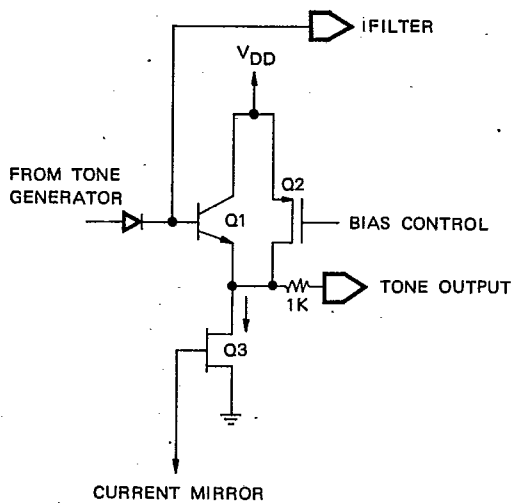 iFILTER
VDD
FROM TONE
GENERATOR
Q2
Q1
BIAS CONTROL
TONE OUTPUT
1K
Q3
CURRENT MIRROR